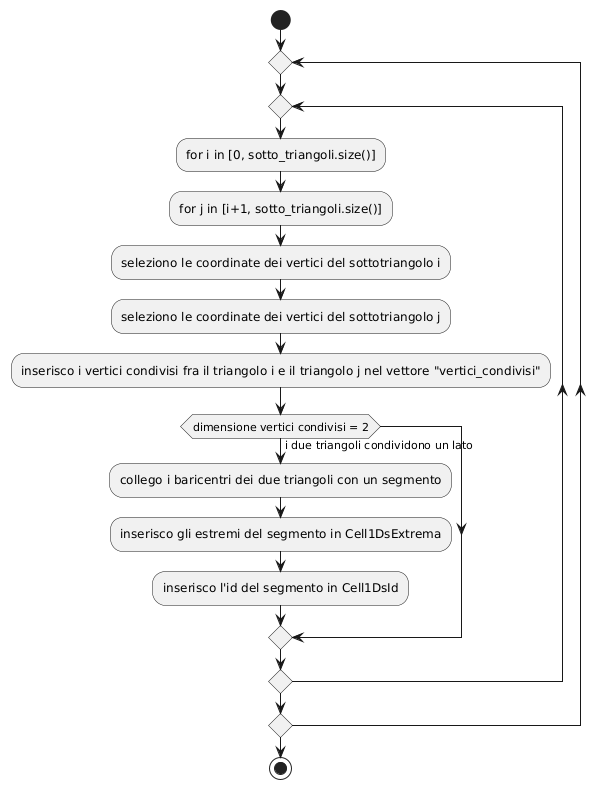 for i in [0, sotto_triangoli.size()]
for j in [i+1, sotto_triangoli.size()]
seleziono le coordinate dei vertici del sottotriangolo i
seleziono le coordinate dei vertici del sottotriangolo j
inserisco i vertici condivisi fra il triangolo i e il triangolo j nel vettore "vertici_condivisi"
dimensione vertici condivisi = 2
i due triangoli condividono un lato
collego i baricentri dei due triangoli con un segmento
inserisco gli estremi del segmento in Cell1DsExtrema
inserisco l'id del segmento in Cell1DsId